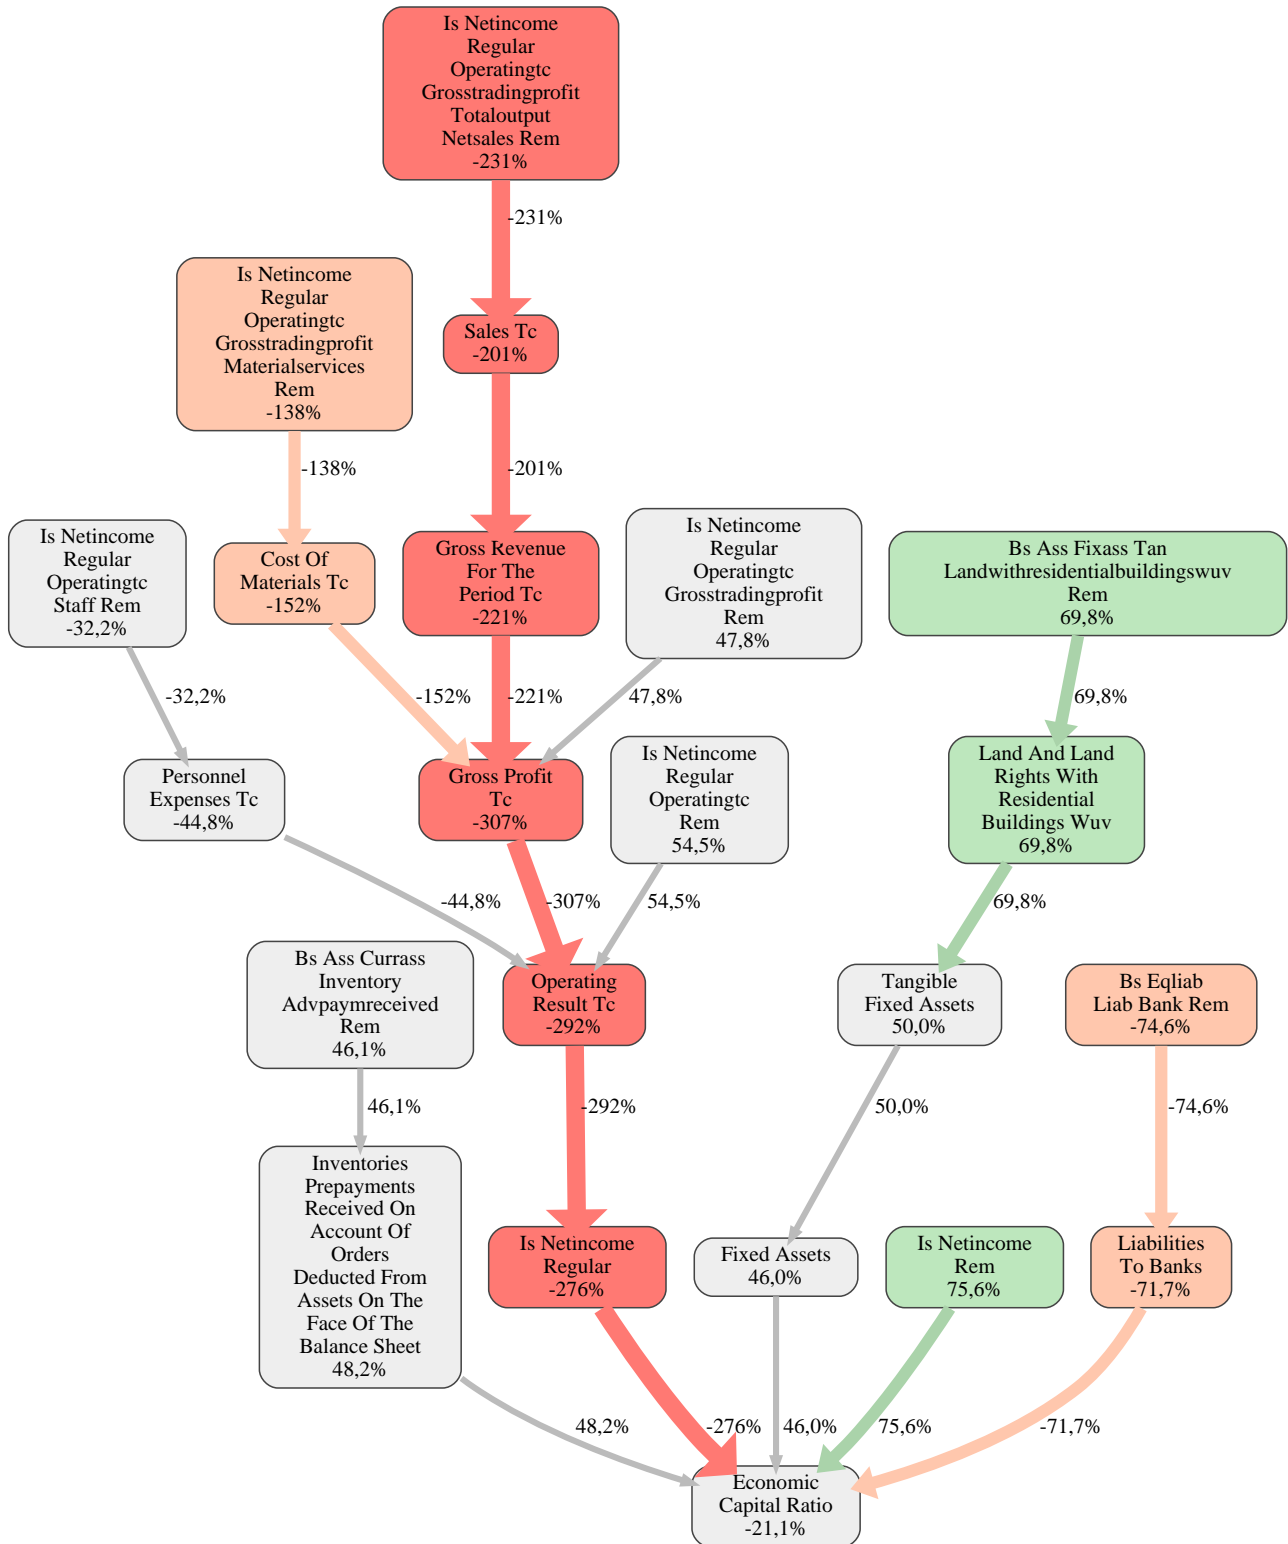 Is Netincome
Regular
Operatingtc
Grosstradingprofit
Totaloutput
Netsales Rem
-231%
-231%
Is Netincome
Regular
Operatingtc
Grosstradingprofit
Materialservices
Rem
-138%
Sales Tc
-201%
-138%
-201%
Is Netincome
Regular
Operatingtc
Staff Rem
-32,2%
Cost Of
Materials Tc
-152%
Gross Revenue
For The
Period Tc
-221%
Is Netincome
Regular
Operatingtc
Grosstradingprofit
Rem
47,8%
Bs Ass Fixass Tan
Landwithresidentialbuildingswuv
Rem
69,8%
-32,2%
-152%
-221%
47,8%
69,8%
Personnel
Expenses Tc
-44,8%
Gross Profit
Tc
-307%
Is Netincome
Regular
Operatingtc
Rem
54,5%
Land And Land
Rights With
Residential
Buildings Wuv
69,8%
-44,8%
-307%
54,5%
69,8%
Bs Ass Currass
Inventory
Advpaymreceived
Rem
46,1%
Operating
Result Tc
-292%
Tangible
Fixed Assets
50,0%
Bs Eqliab
Liab Bank Rem
-74,6%
46,1%
-292%
50,0%
-74,6%
Inventories
Prepayments
Received On
Account Of
Orders
Deducted From
Assets On The
Face Of The
Balance Sheet
48,2%
Is Netincome
Regular
-276%
Fixed Assets
46,0%
Is Netincome
Rem
75,6%
Liabilities
To Banks
-71,7%
48,2%
-276%
46,0%
75,6%
-71,7%
Economic
Capital Ratio
-21,1%